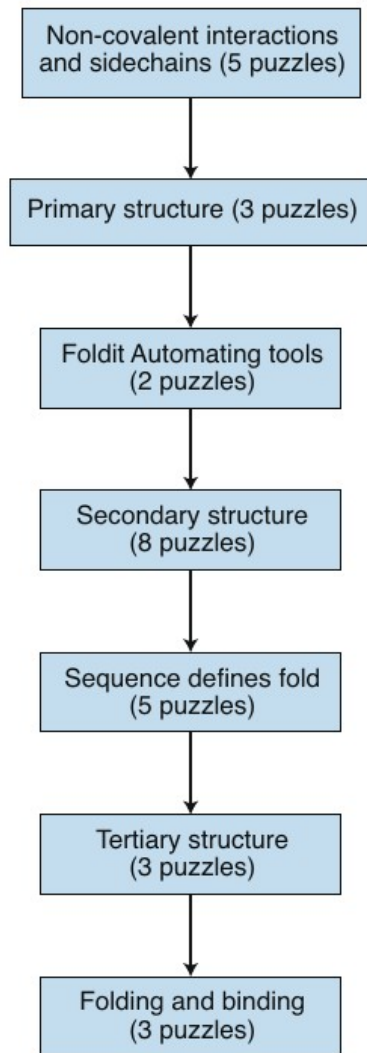 Non-covalent interactions
and sidechains (5 puzzles)
Primary structure (3 puzzles)
Foldit Automating tools
(2 puzzles)
Secondary structure
(8 puzzles)
Sequence defines fold
(5 puzzles)
Tertiary structure
(3 puzzles)
Folding and binding
(3 puzzles)